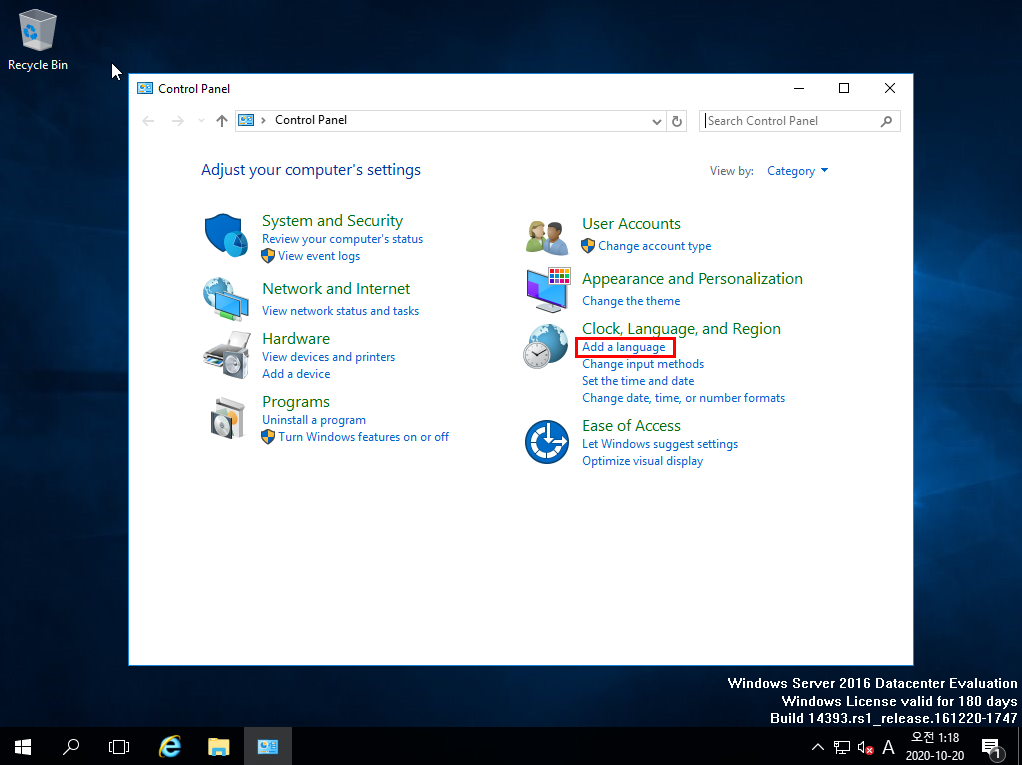 Recycle Bin
Control Panel
Control Panel
Search Control Panel
Adjust your computer's settings
View by: Category
System and Security
Review your computer's status
View event logs
Network and Internet
View network status and tasks
Hardware
View devices and printers
Add a device
Programs
Uninstall a program
Turn Windows features on or off
User Accounts
Change account type
Appearance and Personalization
Change the theme
Clock, Language, and Region
Add a language
Change input methods
Set the time and date
Change date, time, or number formats
Ease of Access
Let Windows suggest settings
Optimize visual display
Windows Server 2016 Datacenter Evaluation
Windows License valid for 180 days
Build 14393.rs1_release.161220-1747
A
오전 1:18
2020-10-20
1